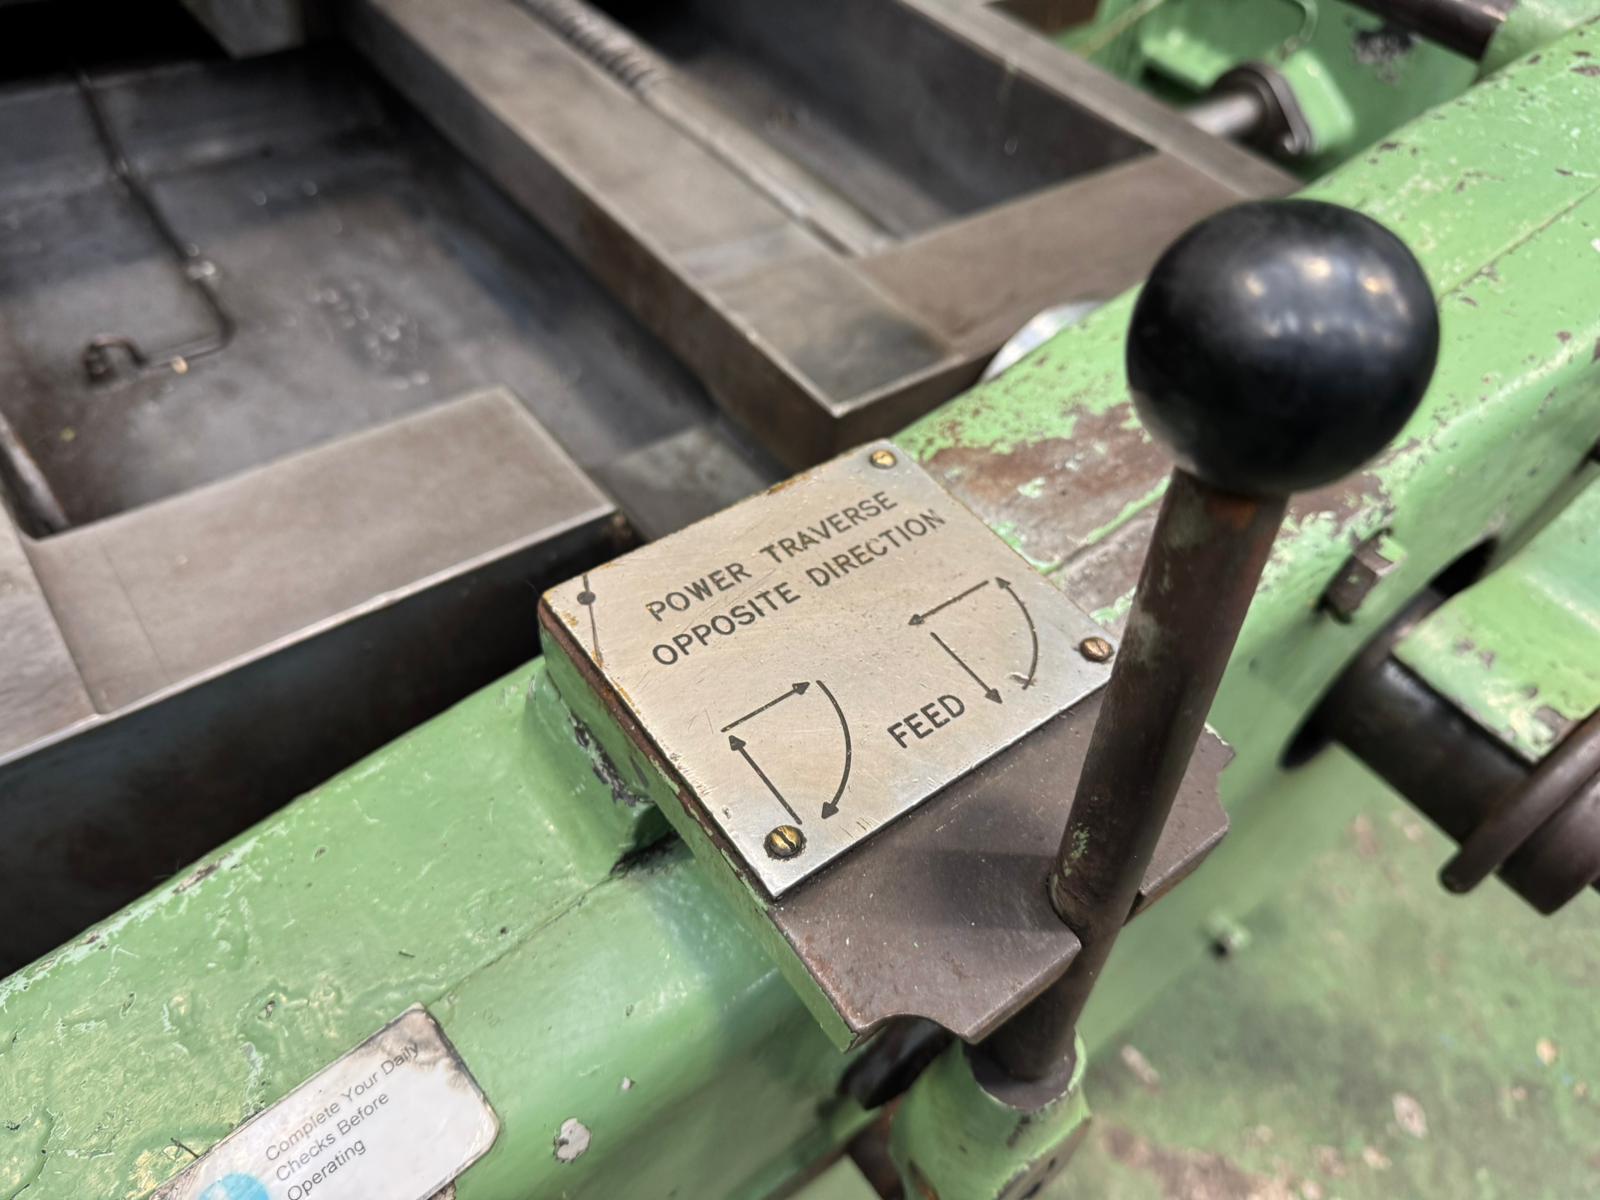 POWER TRAVERSE
OPPOSITE DIRECTION
FEED
Complete Your Daily
Checks Before
Operating